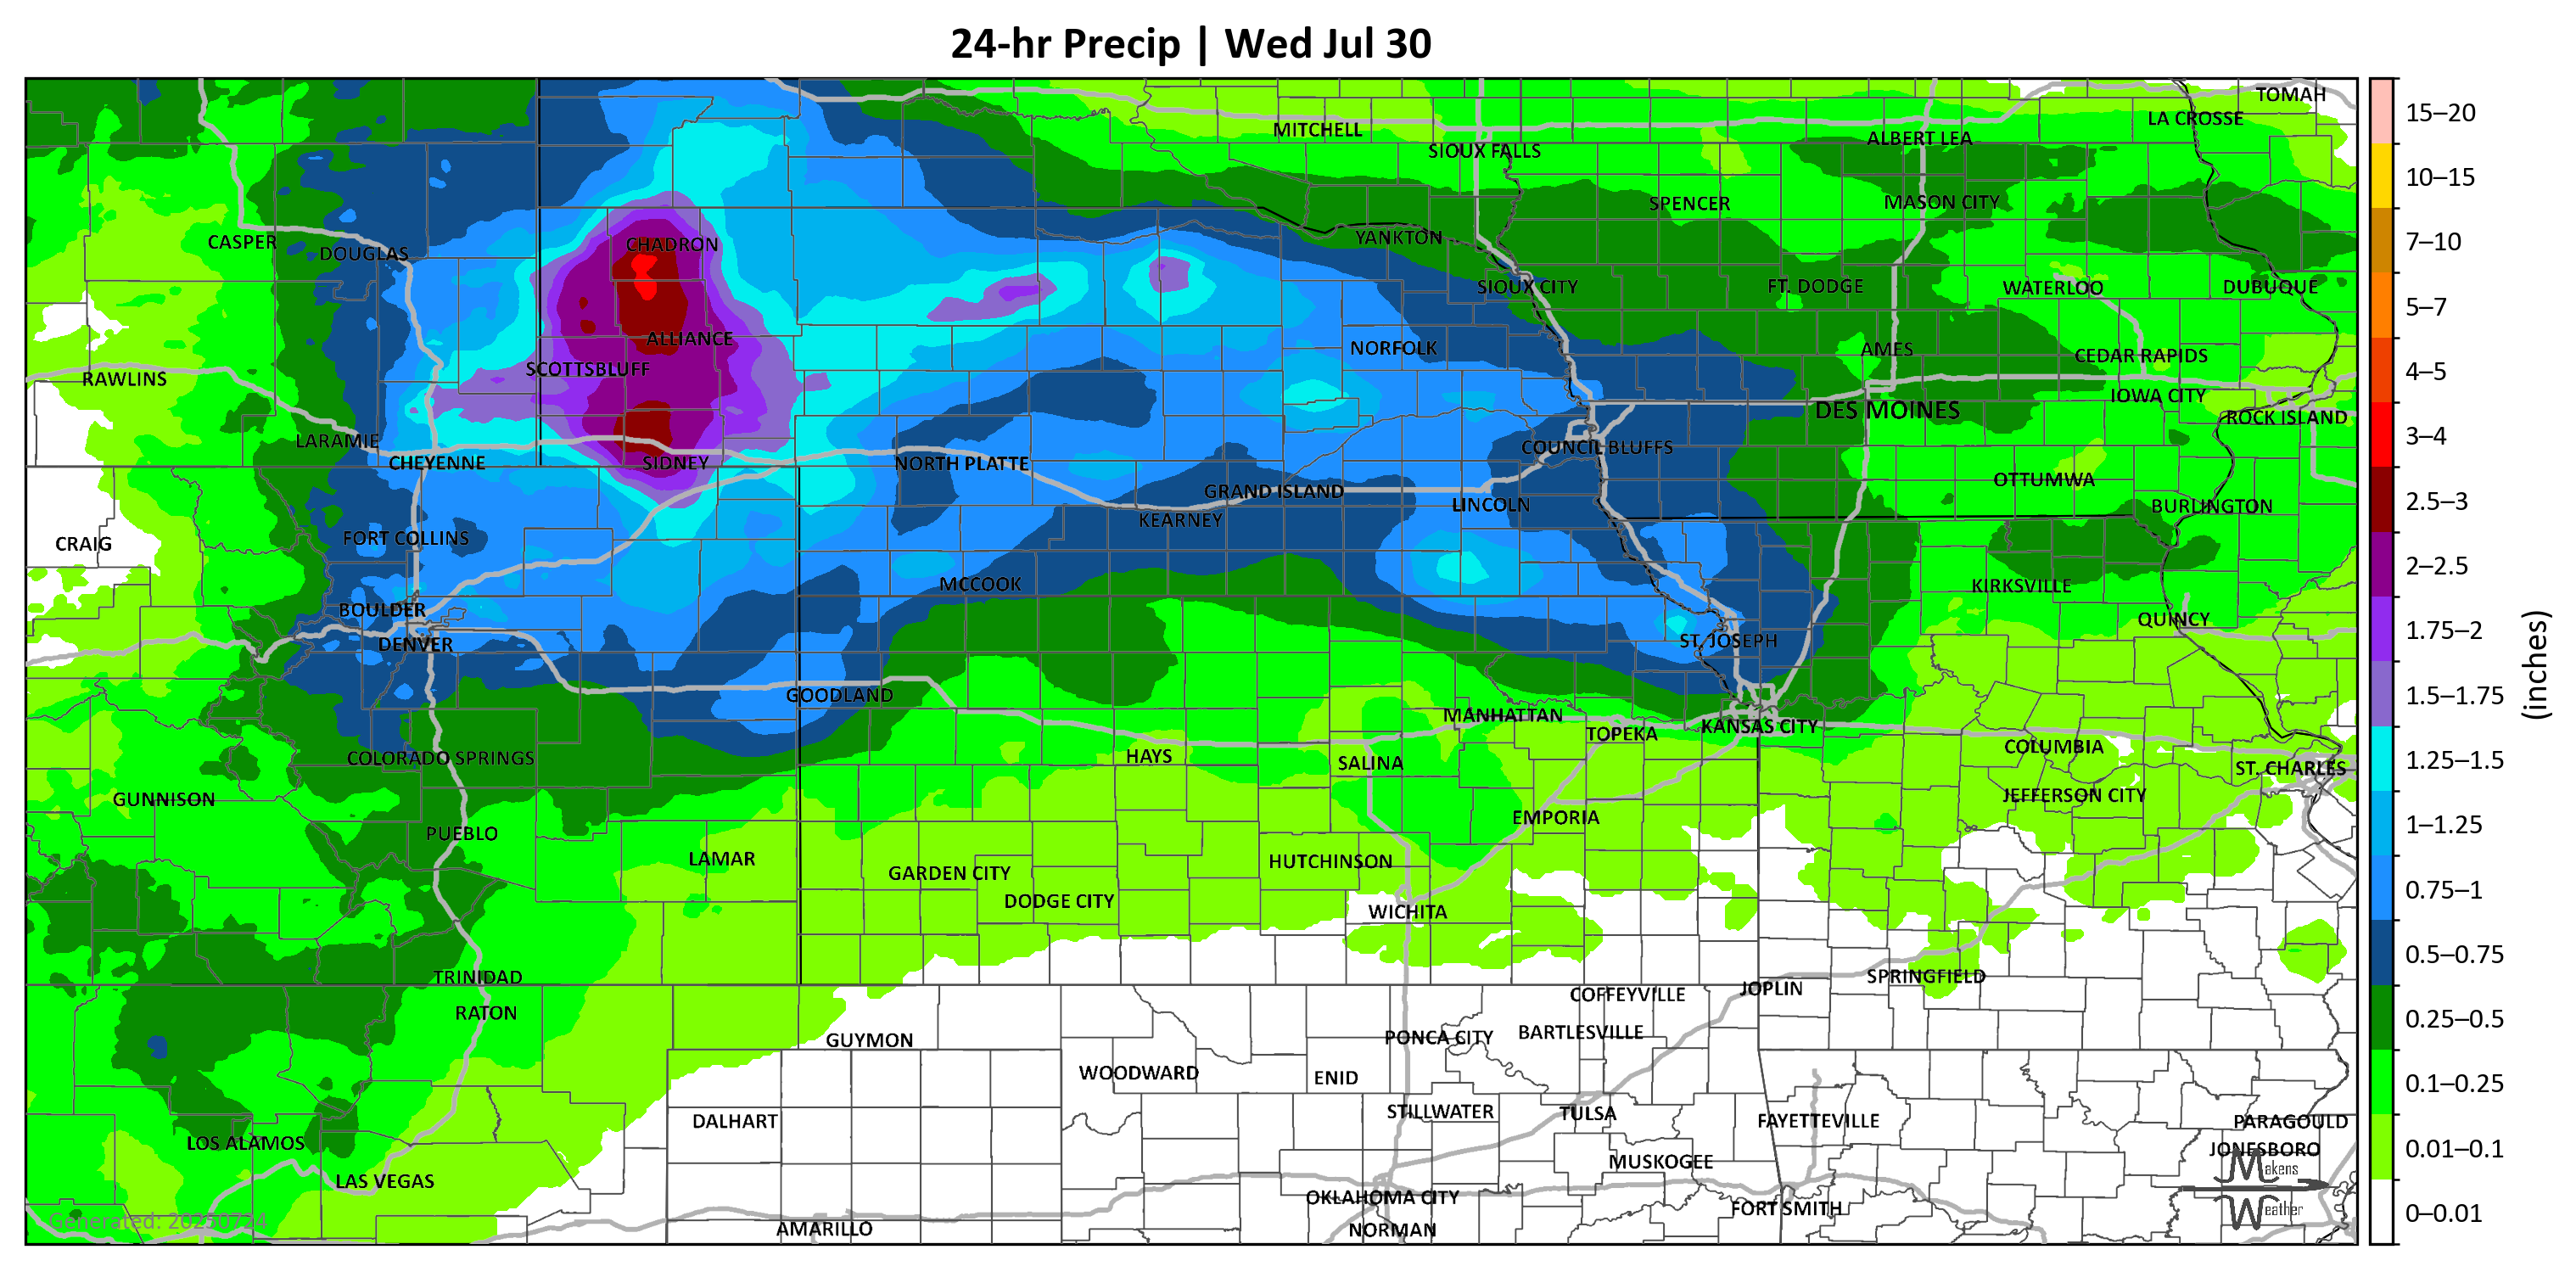 24-hr Precip | Wed Jul 30
TOMAH
LA CROSSE
MITCHELL
ALBERT LEA
SIOUX FALLS
SPENCER
MASON CITY
CASPER
DOUGLAS
CHADRON
YANKTON
SIOUX CITY
FT. DODGE
WATERLOO
DUBUQUE
ALLIANCE
NORFOLK
AMES
CEDAR RAPIDS
RAWLINS
SCOTTSBLUFF
IOWA CITY
DES MOINES
ROCK ISLAND
LARAMIE
COUNCIL BLUFFS
CHEYENNE
SIDNEY
NORTH PLATTE
OTTUMWA
GRAND ISLAND
LINCOLN
BURLINGTON
KEARNEY
CRAIG
FORT COLLINS
MCCOOK
KIRKSVILLE
BOULDER
QUINCY
DENVER
ST. JOSEPH
GOODLAND
MANHATTAN
KANSAS CITY
TOPEKA
COLUMBIA
COLORADO SPRINGS
HAYS
SALINA
ST. CHARLES
GUNNISON
JEFFERSON CITY
EMPORIA
PUEBLO
LAMAR
HUTCHINSON
GARDEN CITY
DODGE CITY
WICHITA
TRINIDAD
SPRINGFIELD
COFFEYVILLE
JOPLIN
RATON
BARTLESVILLE
PONCA CITY
GUYMON
WOODWARD
ENID
STILLWATER
TULSA
DALHART
FAYETTEVILLE
PARAGOULD
LOS ALAMOS
JONESBORO
MUSKOGEE
LAS VEGAS
OKLAHOMA CITY
FORT SMITH
AMARILLO
NORMAN
Generated: 20250724
Makens
Weather
15–20
10–15
7–10
5–7
4–5
3–4
2.5–3
2–2.5
1.75–2
1.5–1.75
1.25–1.5
1–1.25
0.75–1
0.5–0.75
0.25–0.5
0.1–0.25
0.01–0.1
0–0.01
(inches)